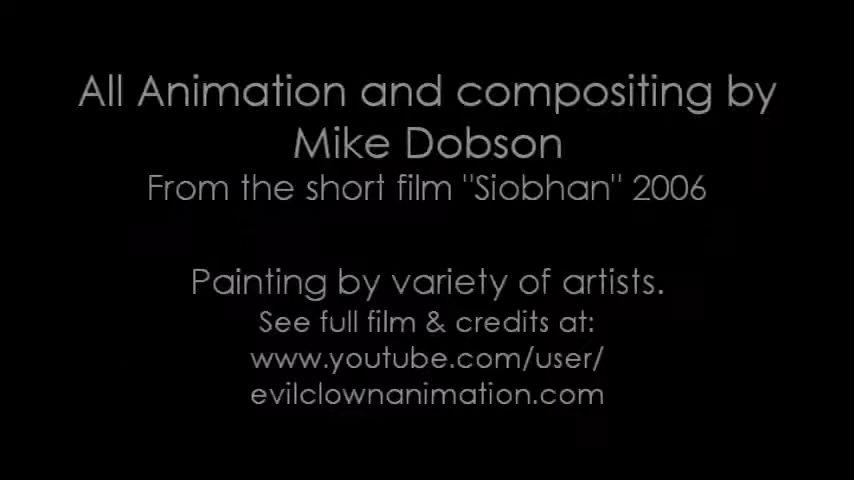 All Animation and compositing by
Mike Dobson
From the short film "Siobhan" 2006
Painting by variety of artists.
See full film & credits at:
www.youtube.com/user/
evilclownanimation.com